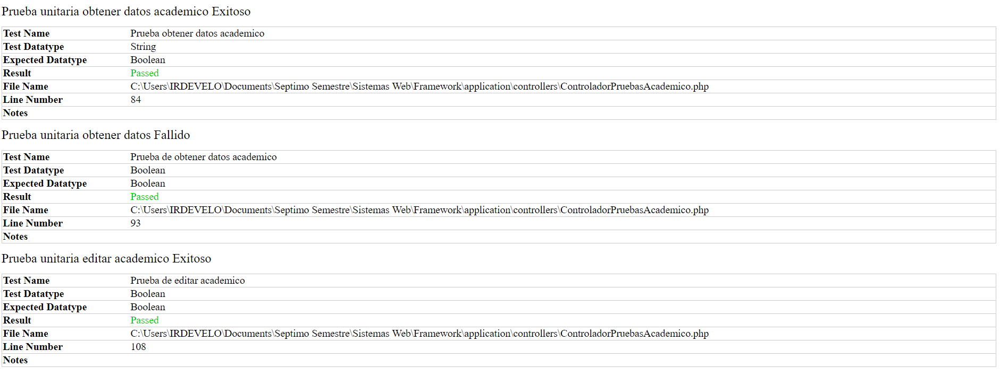 Prueba unitaria obtener datos academico Exitoso
Test Name Prueba obtener datos academico
Test Datatype String
Expected Datatype Boolean
Result Passed
File Name C:\Users\IRDEVELO\Documents\Septimo Semestre\Sistemas Web\Framework\application\controllers\ControladorPruebasAcademico.php
Line Number 84
Notes
Prueba unitaria obtener datos Fallido
Test Name Prueba de obtener datos academico
Test Datatype Boolean
Expected Datatype Boolean
Result Passed
File Name C:\Users\IRDEVELO\Documents\Septimo Semestre\Sistemas Web\Framework\application\controllers\ControladorPruebasAcademico.php
Line Number 93
Notes
Prueba unitaria editar academico Exitoso
Test Name Prueba de editar academico
Test Datatype Boolean
Expected Datatype Boolean
Result Passed
File Name C:\Users\IRDEVELO\Documents\Septimo Semestre\Sistemas Web\Framework\application\controllers\ControladorPruebasAcademico.php
Line Number 108
Notes